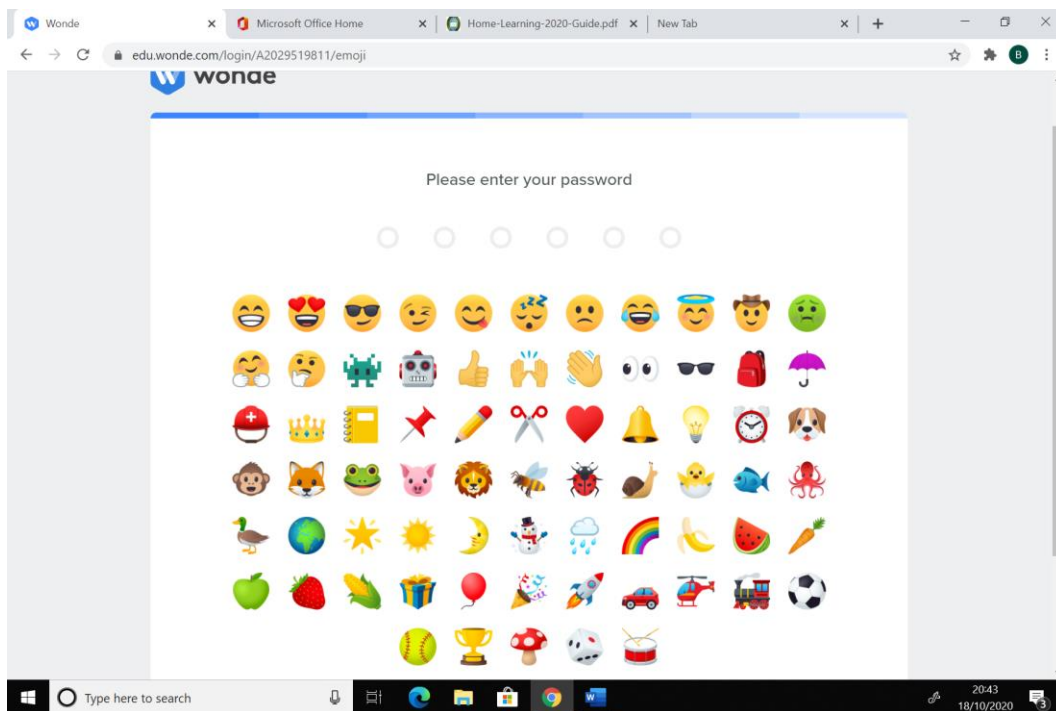 Wonde
Microsoft Office Home
Home-Learning-2020-Guide.pdf
New Tab
B
edu.wonde.com/login/A2029519811/emoji
wonde
Please enter your password
Type here to search
20:43
18/10/2020
3